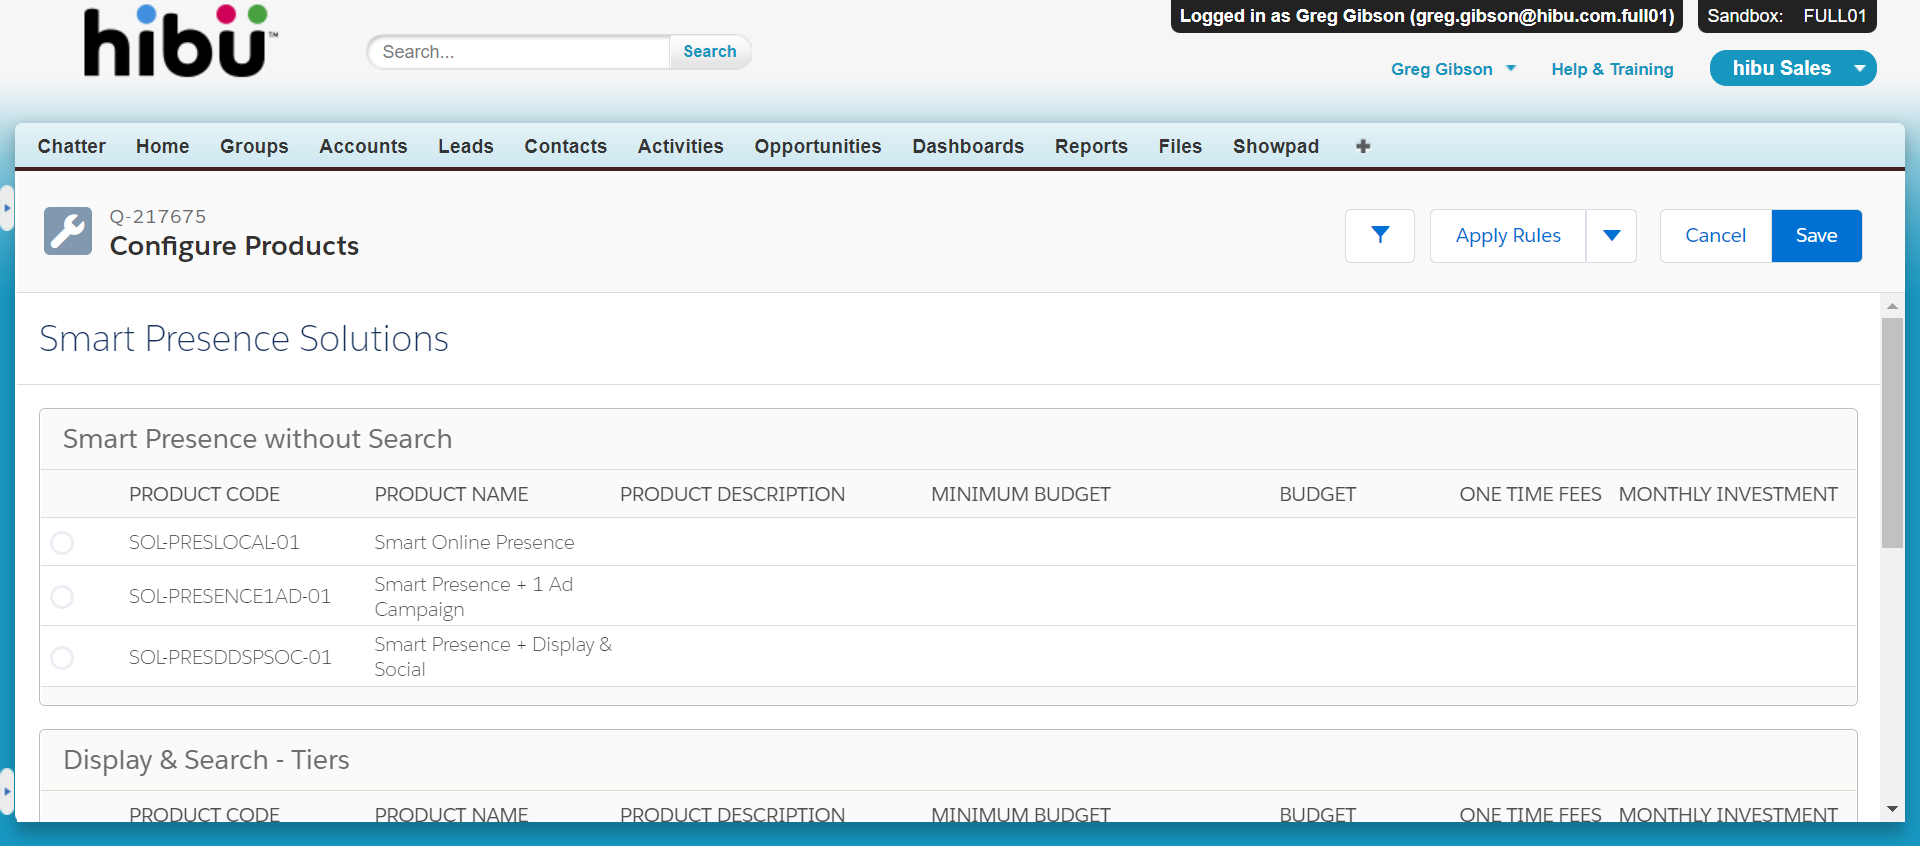 hibu™
Search...
Search
Logged in as Greg Gibson (greg.gibson@hibu.com.full01)
Sandbox: FULL01
Greg Gibson
Help & Training
hibu Sales
Chatter Home Groups Accounts Leads Contacts Activities Opportunities Dashboards Reports Files Showpad
Q-217675
Configure Products
Apply Rules
Cancel
Save
Smart Presence Solutions
Smart Presence without Search
PRODUCT CODE PRODUCT NAME PRODUCT DESCRIPTION MINIMUM BUDGET BUDGET ONE TIME FEES MONTHLY INVESTMENT
SOL-PRESLOCAL-01 Smart Online Presence
SOL-PRESENCE1AD-01 Smart Presence + 1 Ad
Campaign
SOL-PRESDDSPSOC-01 Smart Presence + Display &
Social
Display & Search - Tiers
PRODUCT CODE PRODUCT NAME PRODUCT DESCRIPTION MINIMUM BUDGET BUDGET ONE TIME FEES MONTHLY INVESTMENT